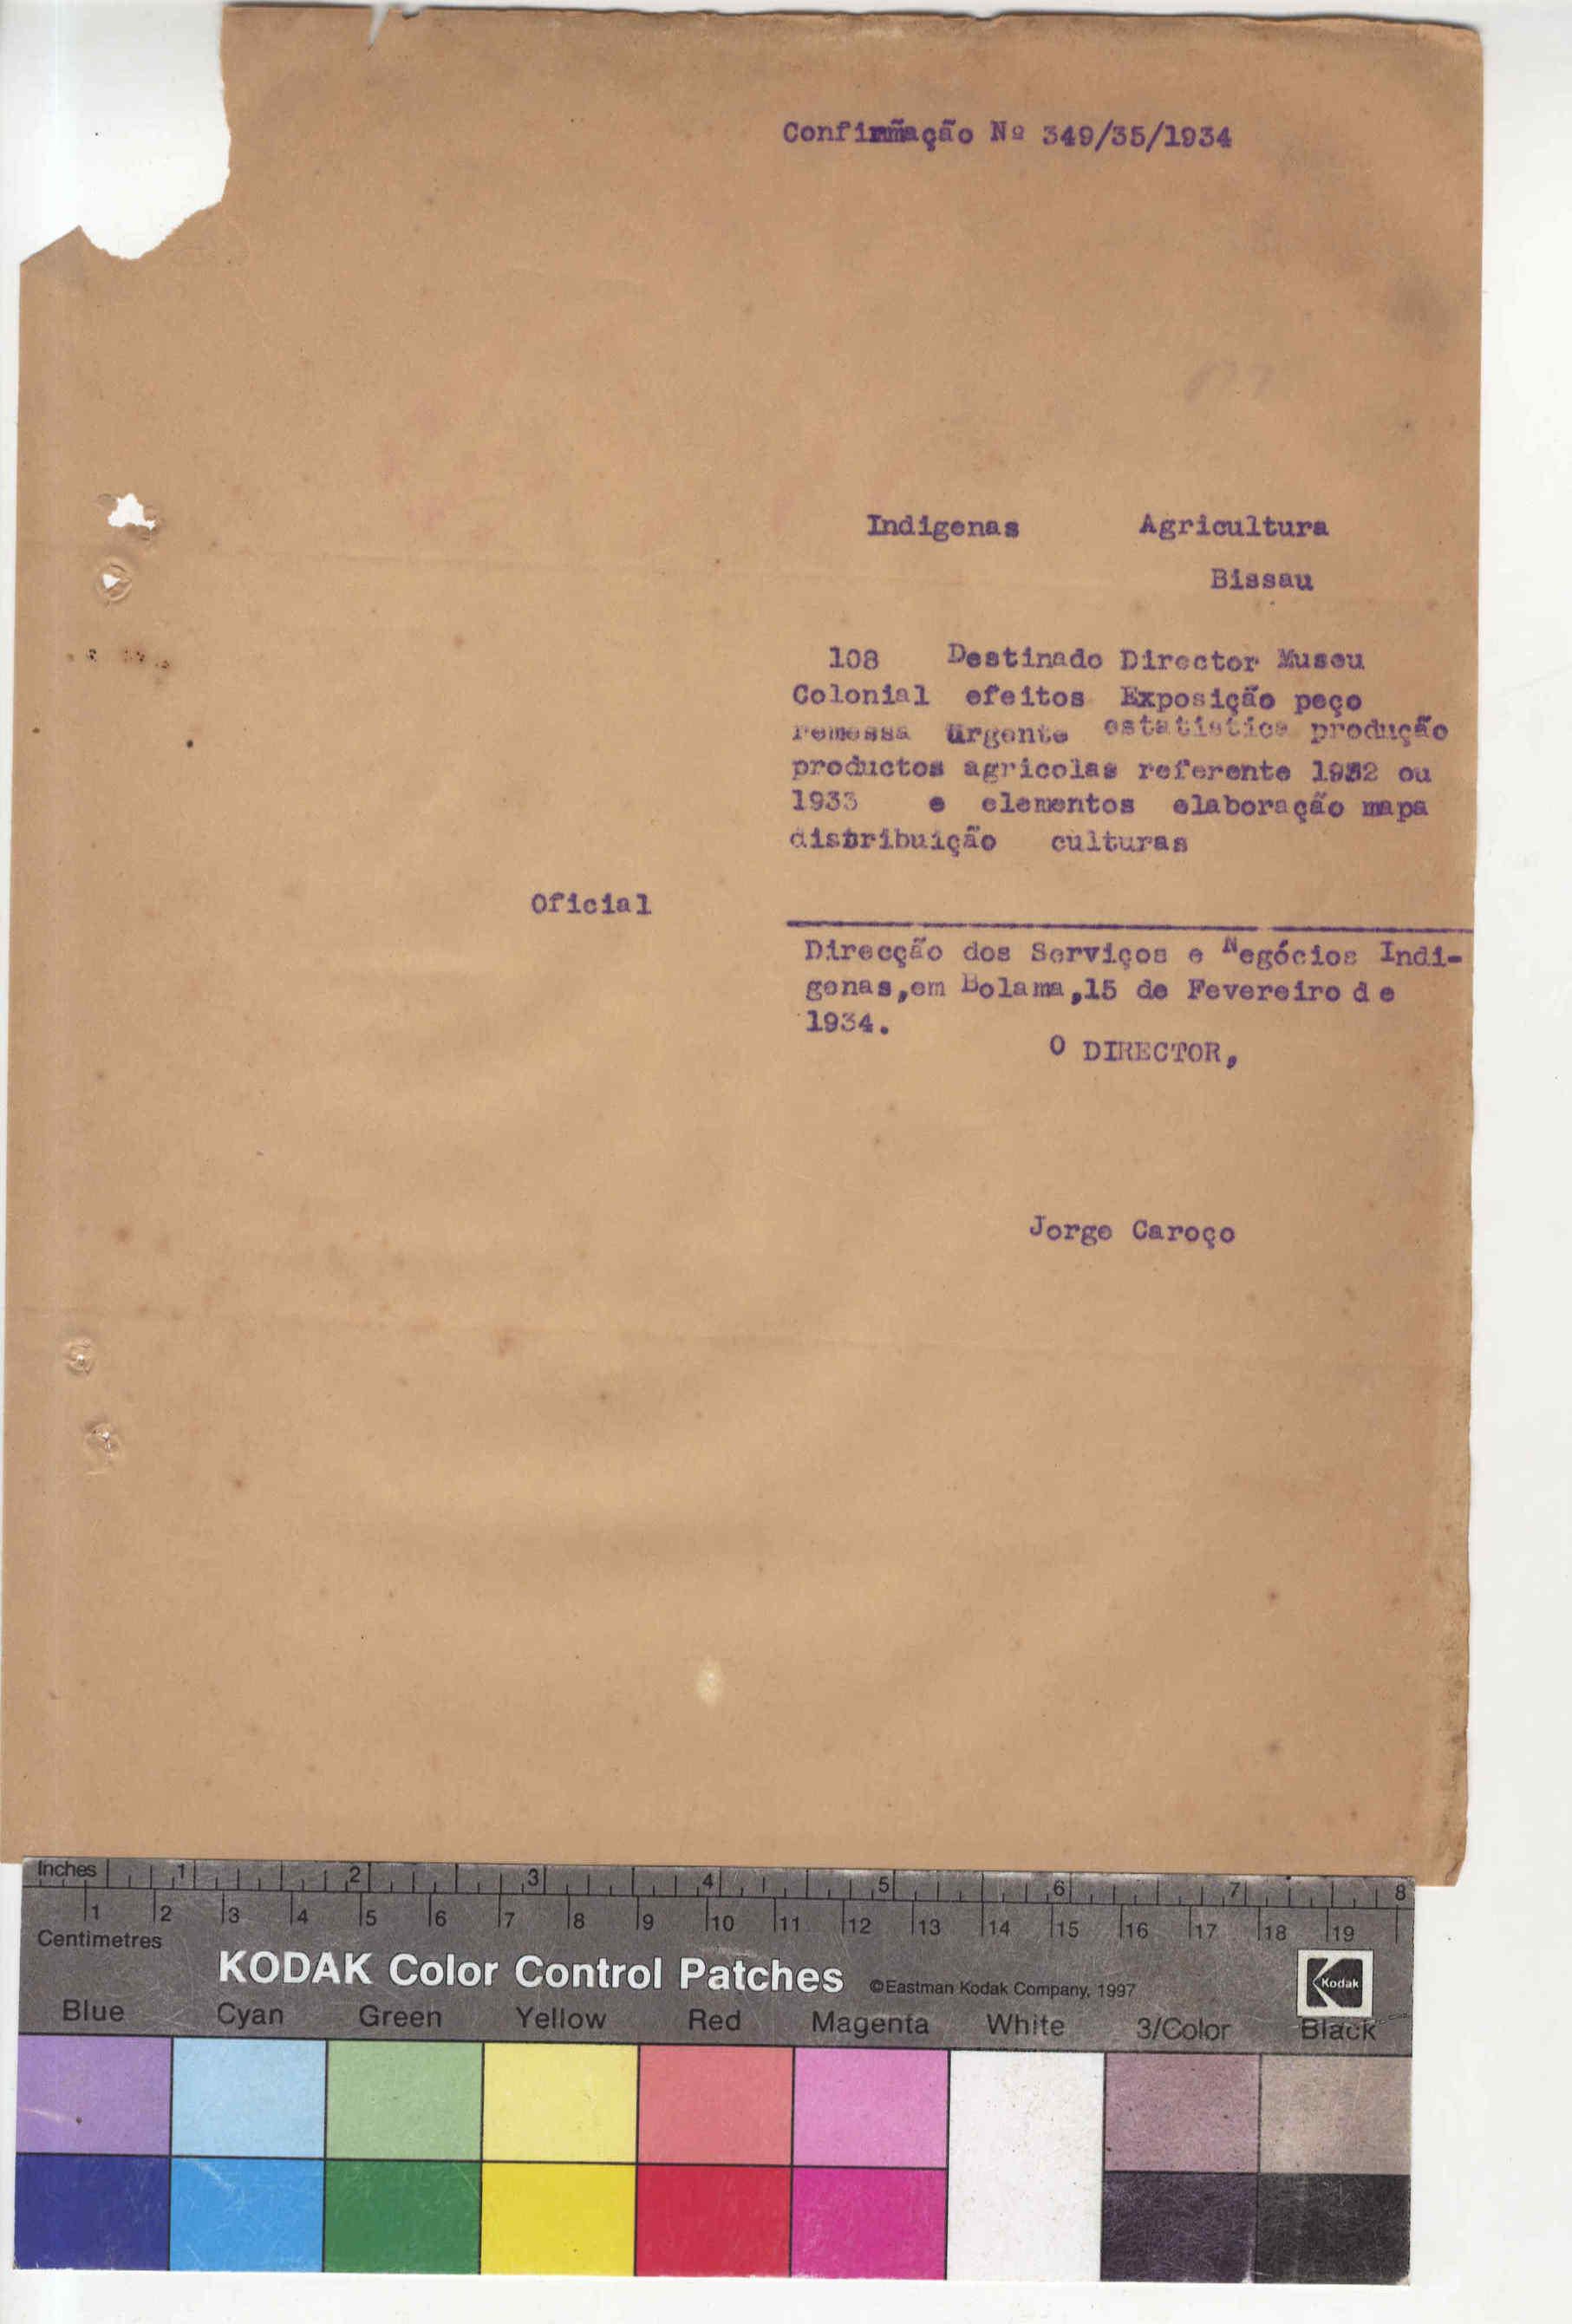 Confirmação Nº 349/35/1934
Indigenas Agricultura
Bissau
108 Destinado Director Museu
Colonial efeitos Exposição peço
remessa urgente estatistica produção
productos agricolas referente 1932 ou
1933 e elementos elaboração mapa
distribuição culturas
Oficial
Direcção dos Serviços e Negócios Indi-
genas,em Bolama,15 de Fevereiro de
1934.
O DIRECTOR,
Jorge Caroço
Inches 1 2 3 4 5 6 7 8
1 2 3 4 5 6 7 8 9 10 11 12 13 14 15 16 17 18 19
Centimetres
KODAK Color Control Patches ©Eastman Kodak Company, 1997 Kodak
Blue Cyan Green Yellow Red Magenta White 3/Color Black